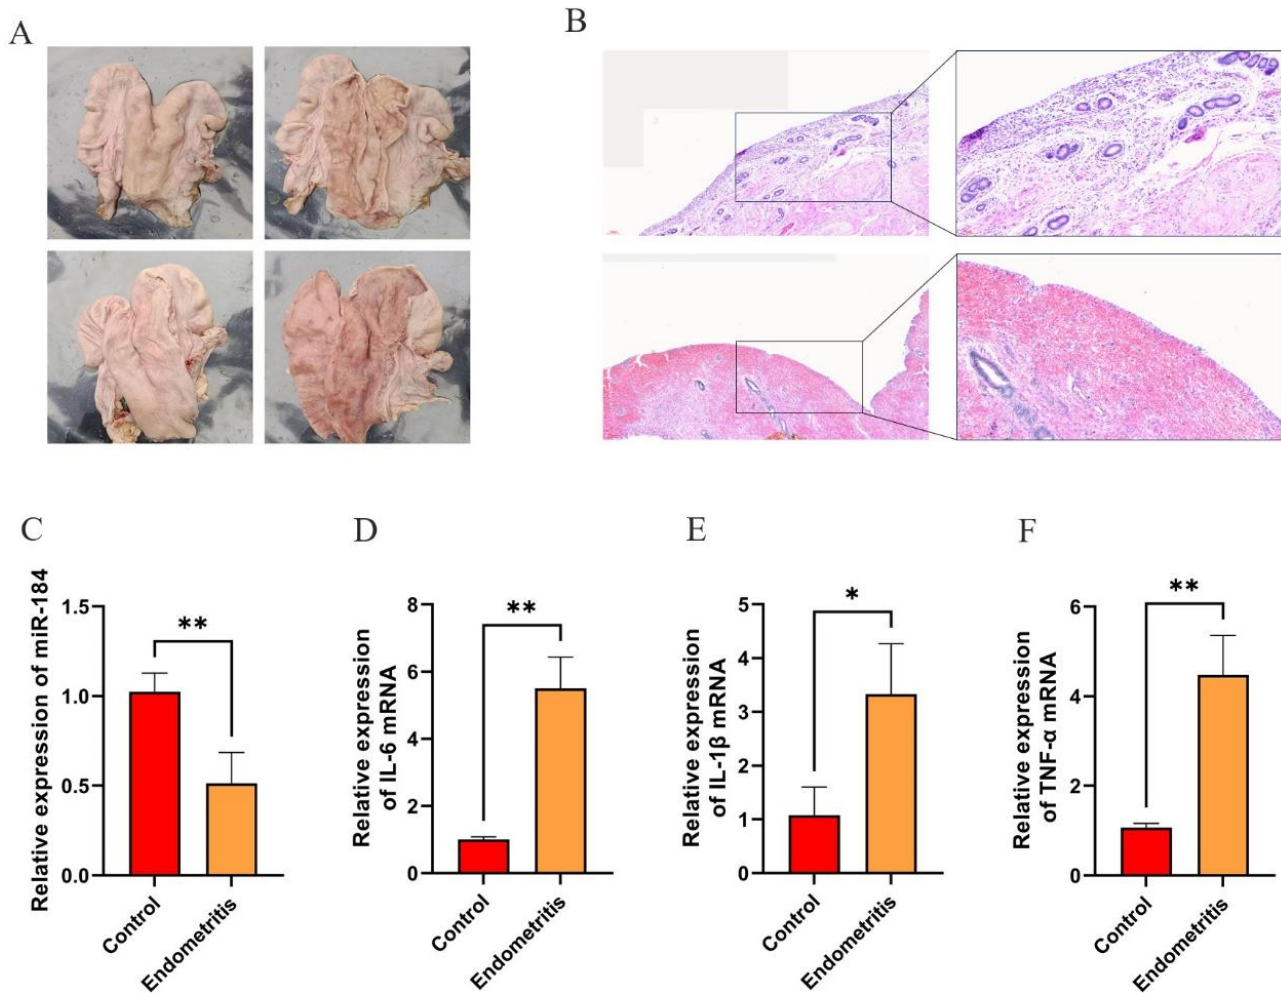 A
B
C
Relative expression of miR-184
1.5
1.0
0.5
0.0
**
Control
Endometritis
D
Relative expression
of IL-6 mRNA
8
6
4
2
0
**
Control
Endometritis
E
Relative expression
of IL-1β mRNA
5
4
3
2
1
0
*
Control
Endometritis
F
Relative expression
of TNF-α mRNA
6
4
2
0
**
Control
Endometritis